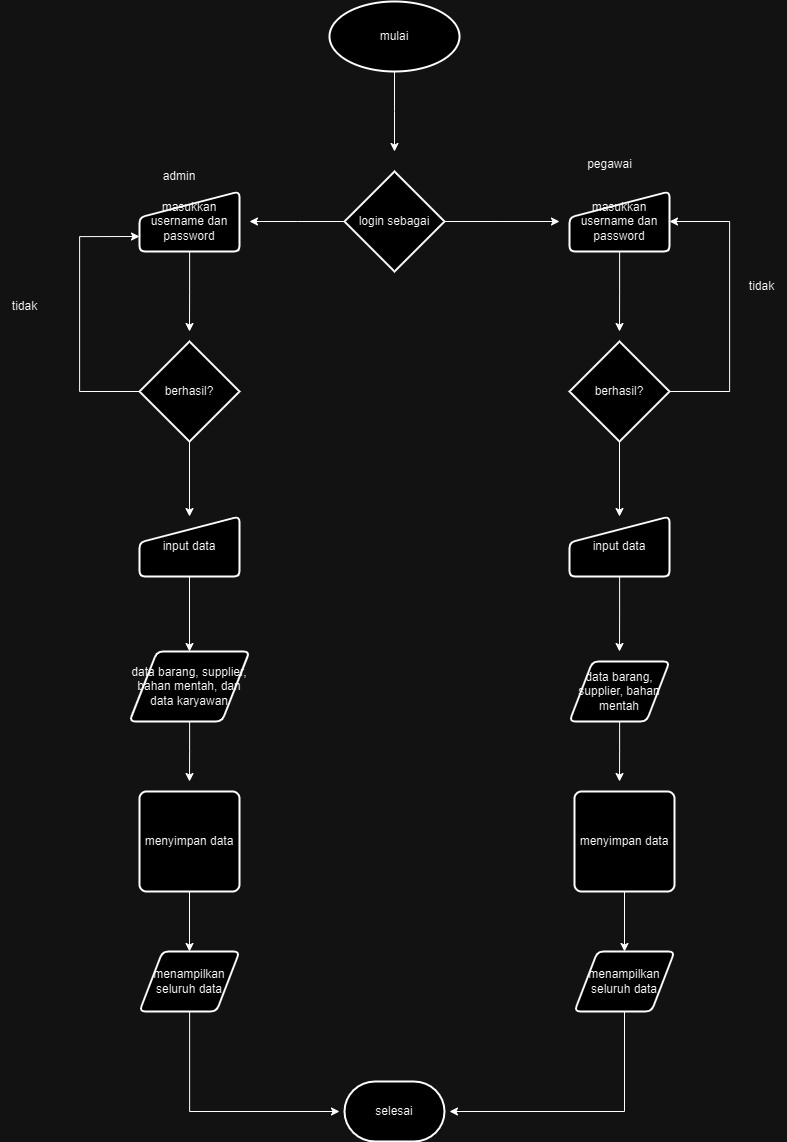 mulai
admin
pegawai
masukkan
username dan
password
login sebagai
masukkan
username dan
password
tidak
tidak
berhasil?
berhasil?
input data
input data
data barang, supplier,
bahan mentah, dan
data karyawan
data barang,
supplier, bahan
mentah
menyimpan data
menyimpan data
menampilkan
seluruh data
menampilkan
seluruh data
selesai